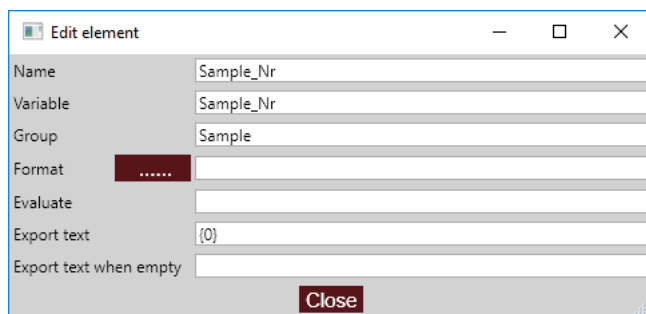 Edit element
Name Sample_Nr
Variable Sample_Nr
Group Sample
Format ......
Evaluate
Export text {0}
Export text when empty
Close